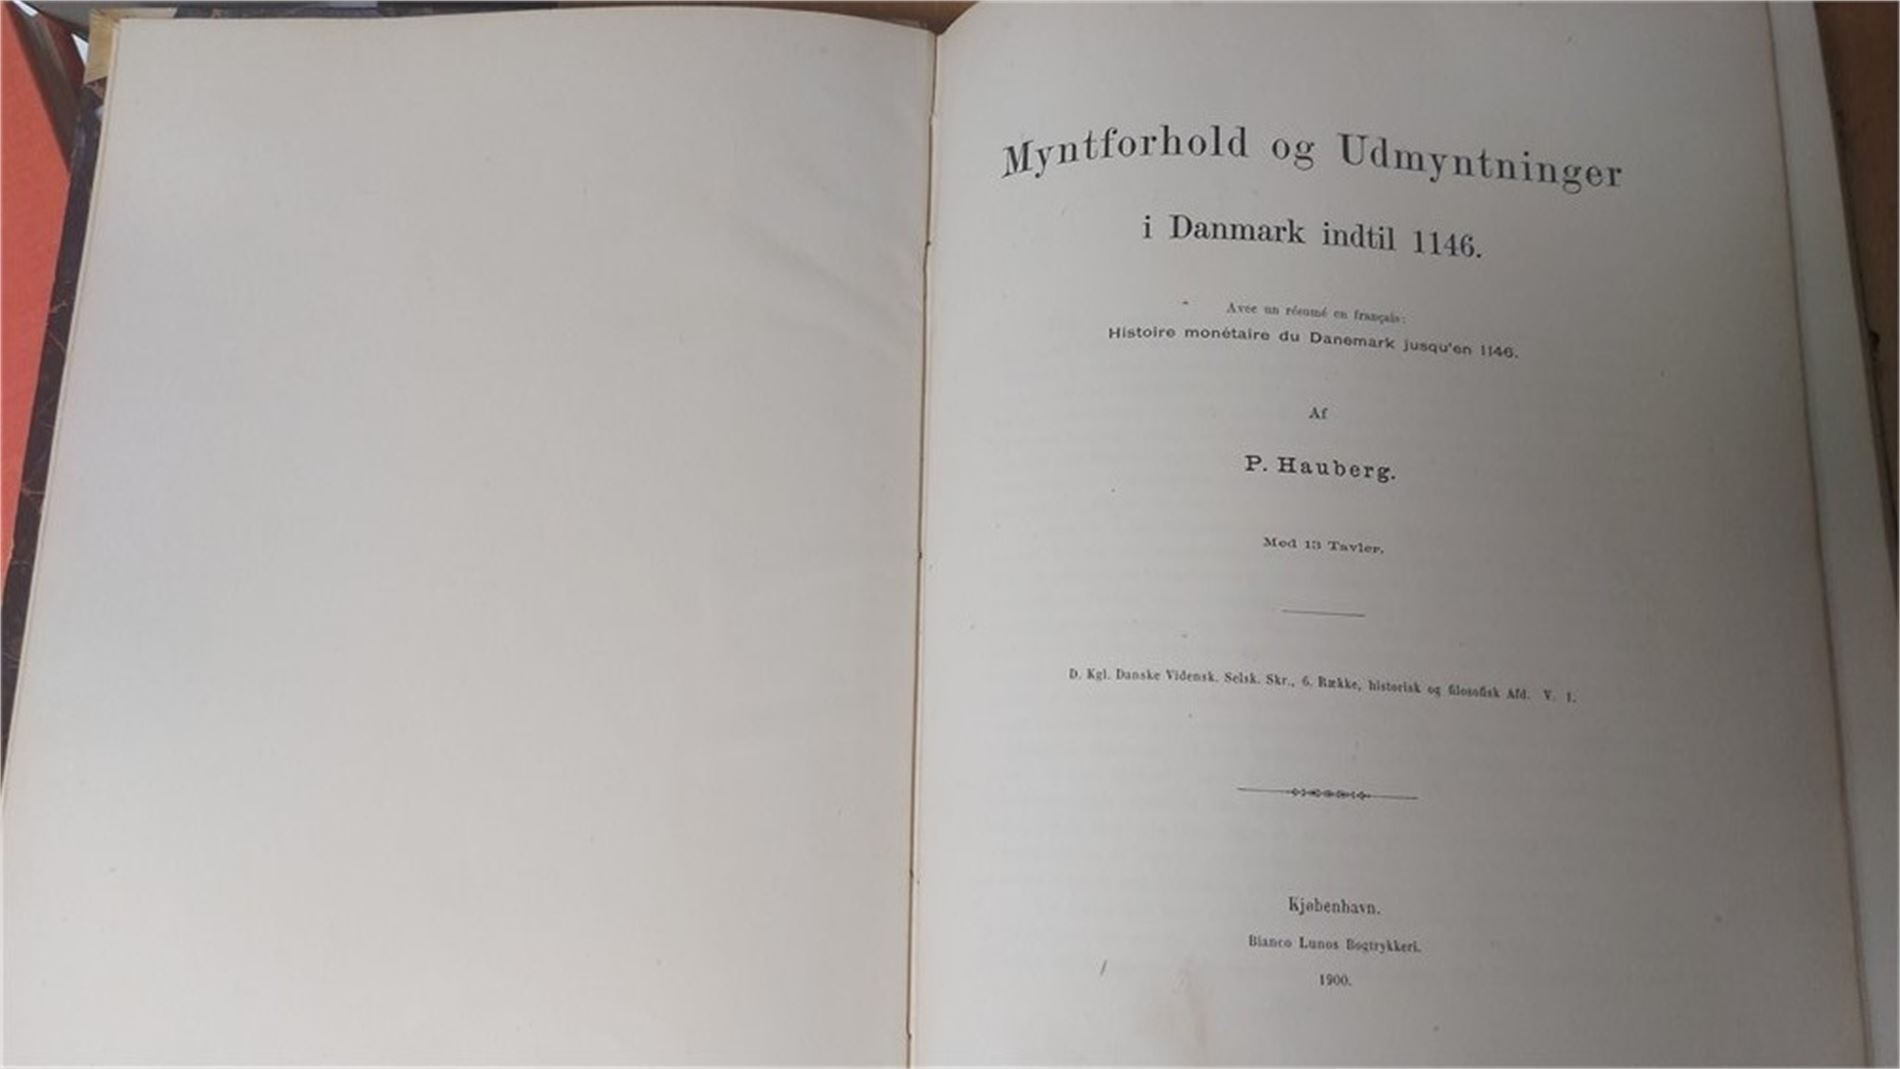 Myntforhold og Udmyntninger
i Danmark indtil 1146.
Avec un résumé en français:
Histoire monétaire du Danemark jusqu'en 1146.
Af
P. Hauberg.
Med 13 Tavler.
D. Kgl. Danske Vidensk. Selsk. Skr., 6. Række, historisk og filosofisk Afd. V. 1.
Kjøbenhavn.
Bianco Lunos Bogtrykkeri.
1900.